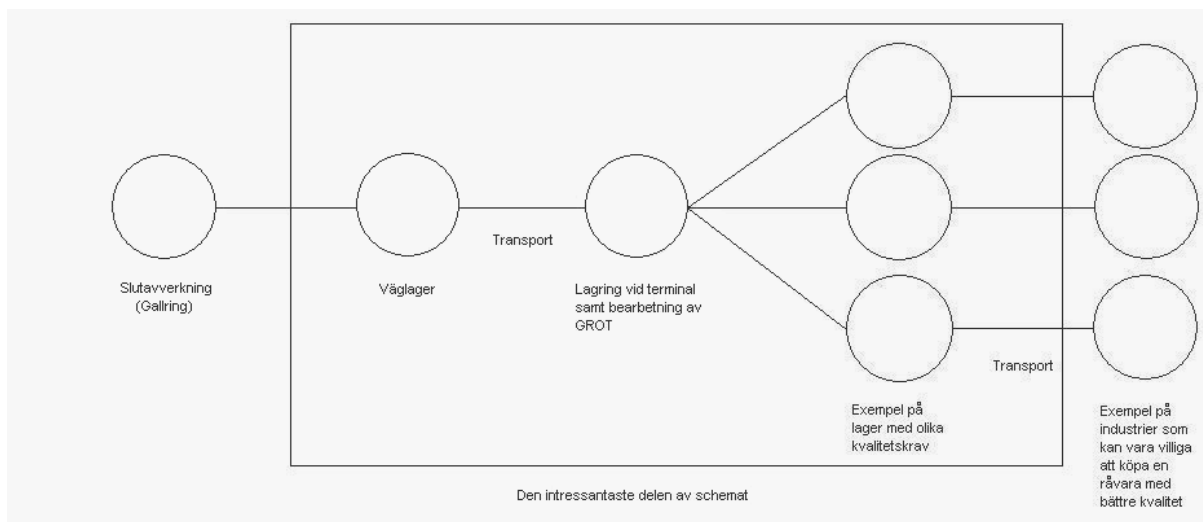 Slutavverkning
(Gallring)
Väglager
Transport
Lagring vid terminal
samt bearbetning av
GROT
Exempel på
lager med olika
kvalitetskrav
Transport
Exempel på
industrier som
kan vara villiga
att köpa en
råvara med
bättre kvalitet
Den intressantaste delen av schemat